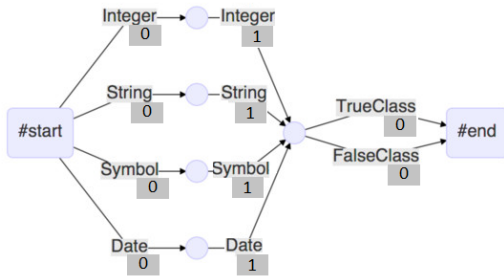 Integer Integer
0 1
String String
0 1
TrueClass
0
#start #end
FalseClass
0
Symbol Symbol
0 1
Date Date
0 1